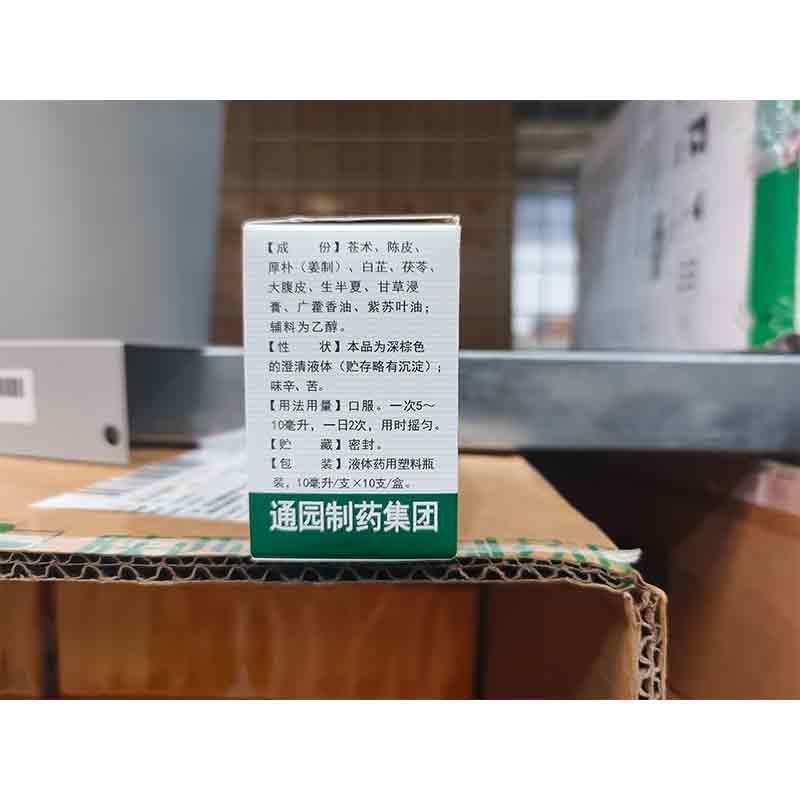 【成 份】苍术、陈皮、
厚朴（姜制）、白芷、茯苓、
大腹皮、生半夏、甘草浸
膏、广藿香油、紫苏叶油；
辅料为乙醇。
【性 状】本品为深棕色
的澄清液体（贮存略有沉淀）；
味辛、苦。
【用法用量】口服。一次5～
10毫升，一日2次，用时摇匀。
【贮 藏】密封。
【包 装】液体药用塑料瓶
装，10毫升/支×10支/盒。
通园制药集团